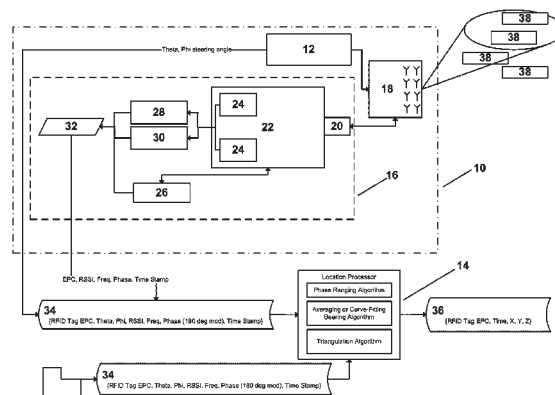 38
38
38
38
Theta, Phi steering angle
12
18
24
28
32
22
20
30
24
26
16
10
EPC, RSSI, Freq, Phase, Time Stamp
Location Processor
14
Phase Ranging Algorithm
34
Averaging or Curve-Fitting
Bearing Algorithm
36
{RFID Tag EPC, Theta, Phi, RSSI, Freq, Phase (180 deg mod), Time Stamp}
{RFID Tag EPC, Time, X, Y, Z}
Triangulation Algorithm
34
{RFID Tag EPC, Theta, Phi, RSSI, Freq, Phase (180 deg mod), Time Stamp}